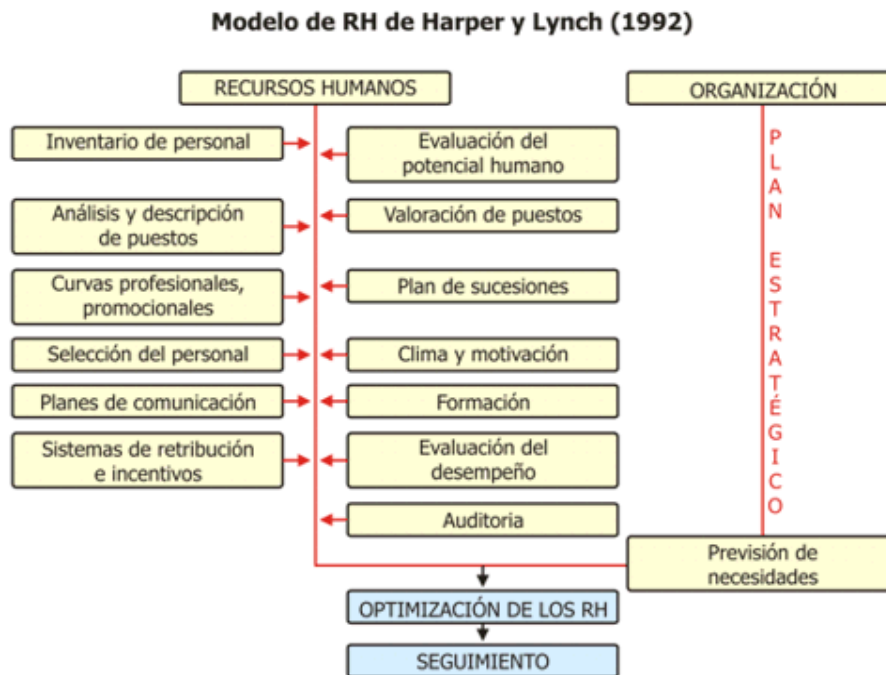 Modelo de RH de Harper y Lynch (1992)
RECURSOS HUMANOS
ORGANIZACIÓN
Inventario de personal
Evaluación del
potencial humano
Análisis y descripción
de puestos
Valoración de puestos
Curvas profesionales,
promocionales
Plan de sucesiones
Selección del personal
Clima y motivación
Planes de comunicación
Formación
Sistemas de retribución
e incentivos
Evaluación del
desempeño
Auditoria
PLAN ESTRATÉGICO
Previsión de
necesidades
OPTIMIZACIÓN DE LOS RH
SEGUIMIENTO